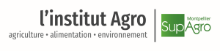 l'institut Agro
agriculture • alimentation • environnement
Montpellier
SupAgro